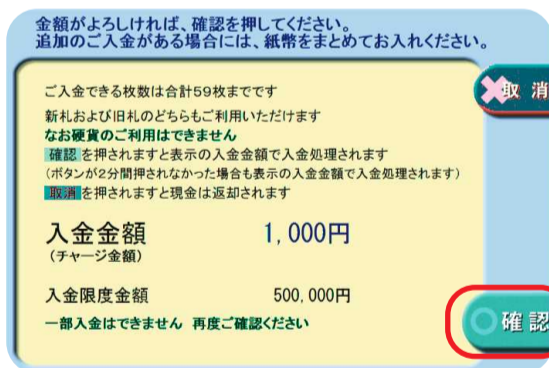 金額がよろしければ、確認を押してください。
追加のご入金がある場合には、紙幣をまとめてお入れください。
取 消
ご入金できる枚数は合計59枚までです
新札および旧札のどちらもご利用いただけます
なお硬貨のご利用はできません
確認 を押されますと表示の入金金額で入金処理されます
(ボタンが2分間押されなかった場合も表示の入金金額で入金処理されます)
取消 を押されますと現金は返却されます
入金金額 1,000円
(チャージ金額)
入金限度金額 500,000円
一部入金はできません 再度ご確認ください
確 認